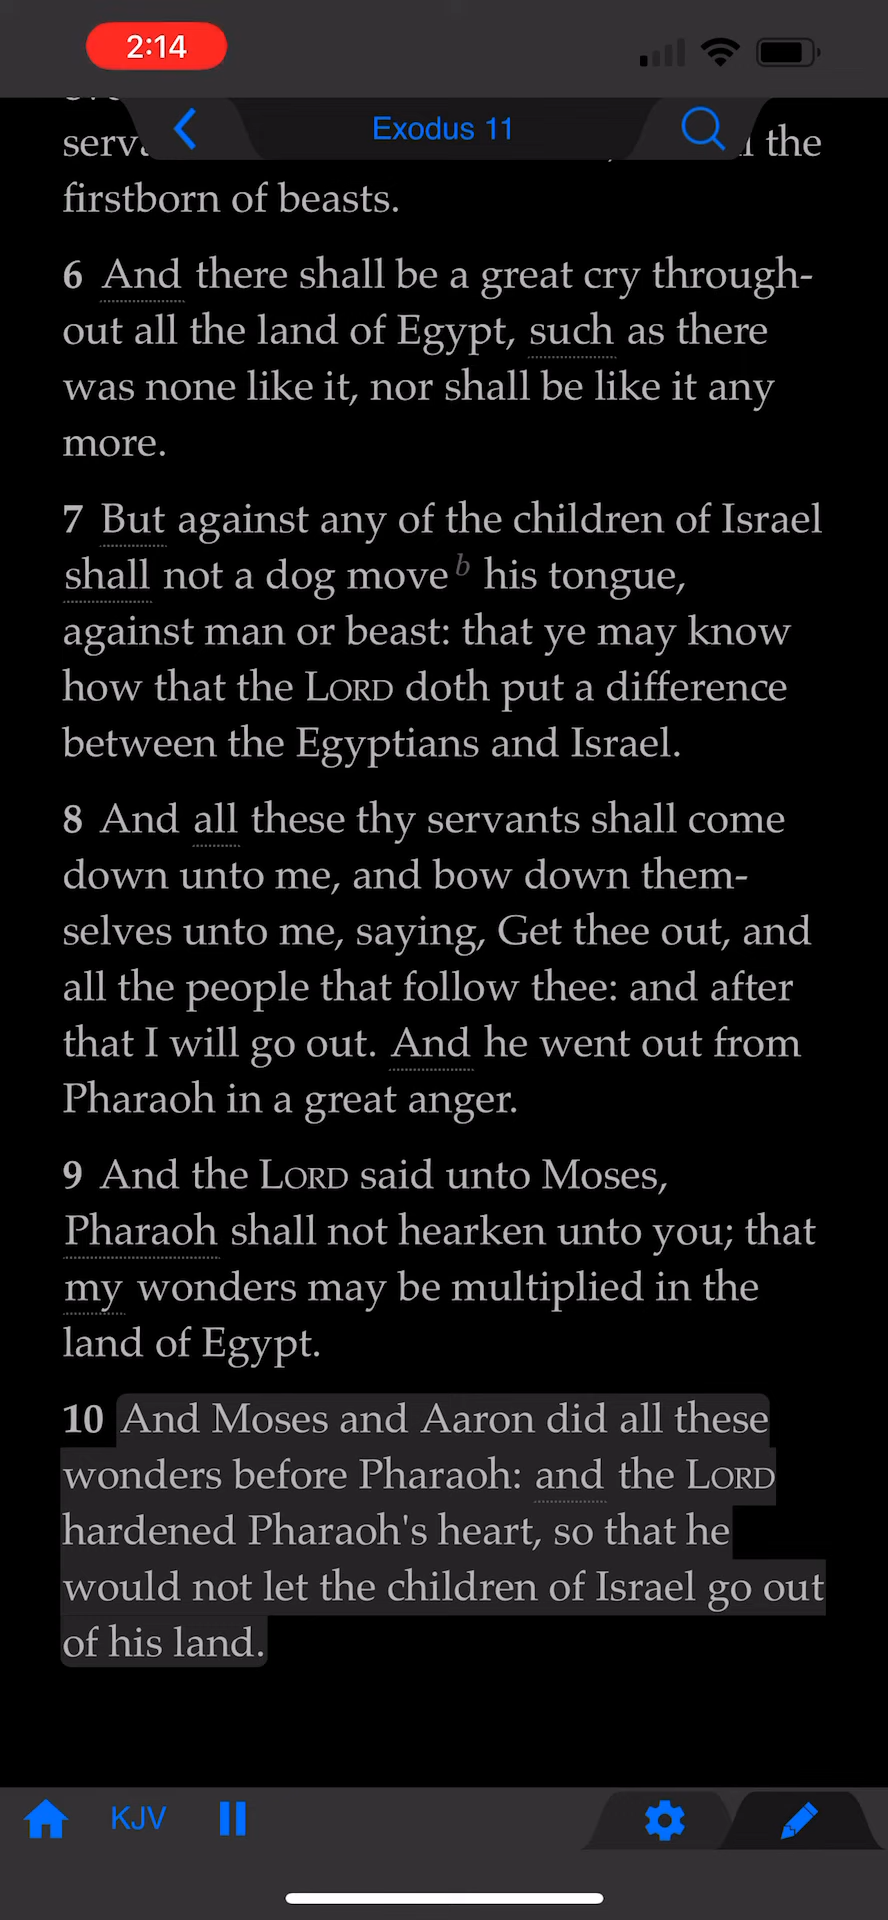 2:14
Exodus 11
the
firstborn of beasts.
6 And there shall be a great cry through-
out all the land of Egypt, such as there
was none like it, nor shall be like it any
more.
7 But against any of the children of Israel
shall not a dog move b his tongue,
against man or beast: that ye may know
how that the LORD doth put a difference
between the Egyptians and Israel.
8 And all these thy servants shall come
down unto me, and bow down them-
selves unto me, saying, Get thee out, and
all the people that follow thee: and after
that I will go out. And he went out from
Pharaoh in a great anger.
9 And the LORD said unto Moses,
Pharaoh shall not hearken unto you; that
my wonders may be multiplied in the
land of Egypt.
10 And Moses and Aaron did all these
wonders before Pharaoh: and the LORD
hardened Pharaoh's heart, so that he
would not let the children of Israel go out
of his land.
KJV